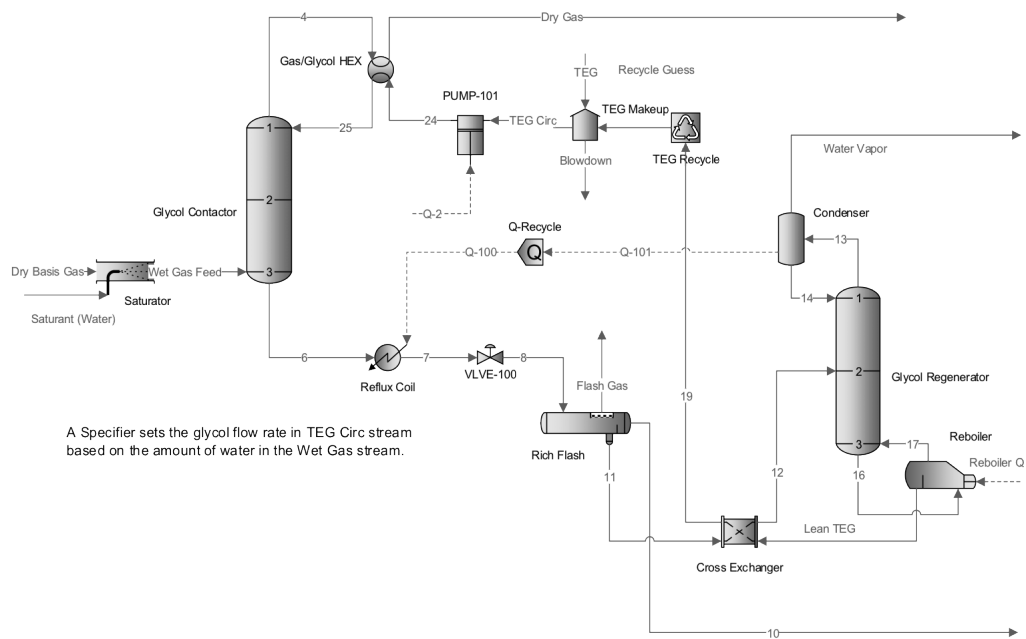 4
Dry Gas
Gas/Glycol HEX
TEG
Recycle Guess
PUMP-101
TEG Makeup
1
25
24
TEG Circ
TEG Recycle
Water Vapor
Blowdown
2
Glycol Contactor
Q-2
Condenser
Q-Recycle
13
Q-100
Q
Q-101
Dry Basis Gas
Wet Gas Feed
3
Saturator
14
1
Saturant (Water)
6
7
8
VLVE-100
Reflux Coil
Flash Gas
2
Glycol Regenerator
19
A Specifier sets the glycol flow rate in TEG Circ stream
based on the amount of water in the Wet Gas stream.
Rich Flash
3
17
Reboiler
Reboiler Q
11
12
16
Lean TEG
Cross Exchanger
10